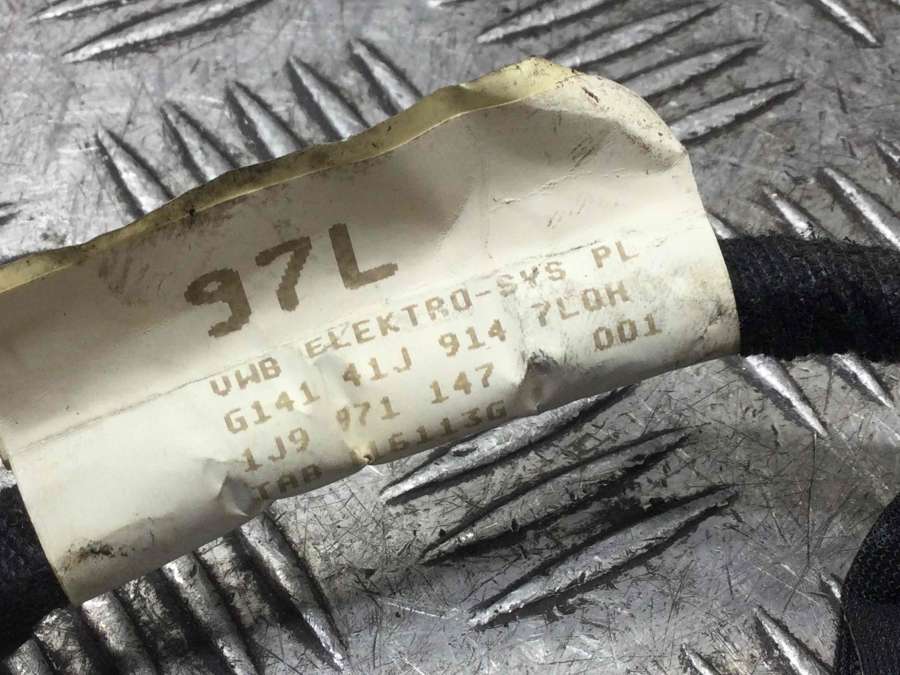 97L
VWB ELEKTRO-SYS PL
G141 41J 914 7LQH
1J9 971 147 001